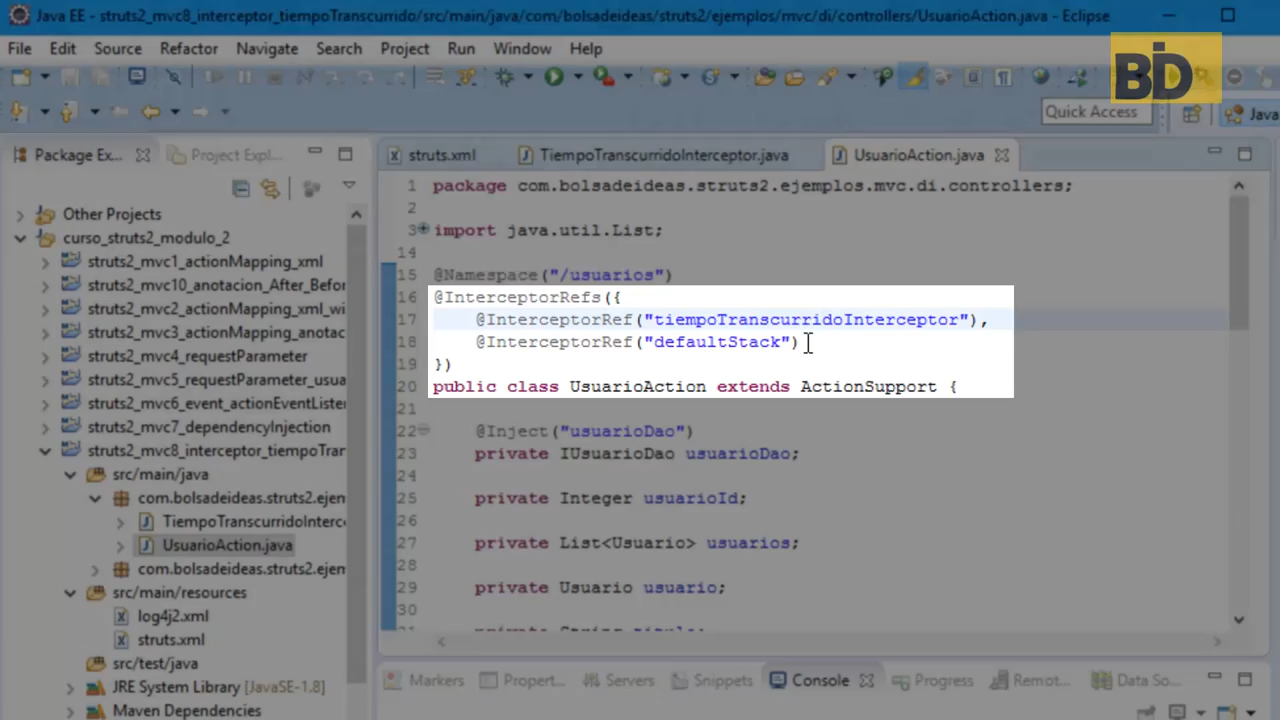 Java EE - struts2_mvc8_interceptor_tiempoTranscurrido/src/main/java/com/bolsadeideas/struts2/ejemplos/mvc/di/controllers/UsuarioAction.java - Eclipse
File Edit Source Refactor Navigate Search Project Run Window Help
BD
Quick Access
Java
Package Ex...
Project Expl...
struts.xml
TiempoTranscurridoInterceptor.java
UsuarioAction.java
Other Projects
curso_struts2_modulo_2
struts2_mvc1_actionMapping_xml
struts2_mvc10_anotacion_After_Befor
struts2_mvc2_actionMapping_xml_wi
struts2_mvc3_actionMapping_anotac
struts2_mvc4_requestParameter
struts2_mvc5_requestParameter_usua
struts2_mvc6_event_actionEventListe
struts2_mvc7_dependencyInjection
struts2_mvc8_interceptor_tiempoTrar
src/main/java
com.bolsadeideas.struts2.ejen
TiempoTranscurridoInterc
UsuarioAction.java
com.bolsadeideas.struts2.ejen
src/main/resources
log4j2.xml
struts.xml
src/test/java
JRE System Library [JavaSE-1.8]
Maven Dependencies
1 package com.bolsadeideas.struts2.ejemplos.mvc.di.controllers;
2
3 import java.util.List;
14
15 @Namespace("/usuarios")
16 @InterceptorRefs({
17 @InterceptorRef("tiempoTranscurridoInterceptor"),
18 @InterceptorRef("defaultStack")
19 })
20 public class UsuarioAction extends ActionSupport {
21
22 @Inject("usuarioDao")
23 private IUsuarioDao usuarioDao;
24
25 private Integer usuarioId;
26
27 private List<Usuario> usuarios;
28
29 private Usuario usuario;
30
31 private String titulo;
Markers Propert... Servers Snippets Console Progress Remot... Data So...